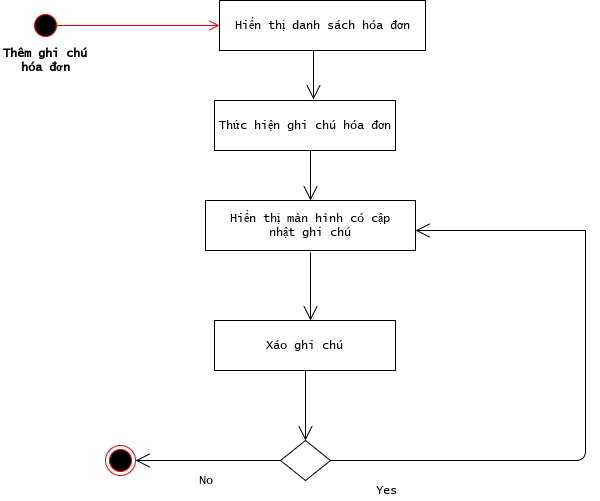 Hiển thị danh sách hóa đơn
Thêm ghi chú
hóa đơn
Thức hiện ghi chú hóa đơn
Hiển thị màn hình có cập
nhật ghi chú
Xáo ghi chú
No
Yes